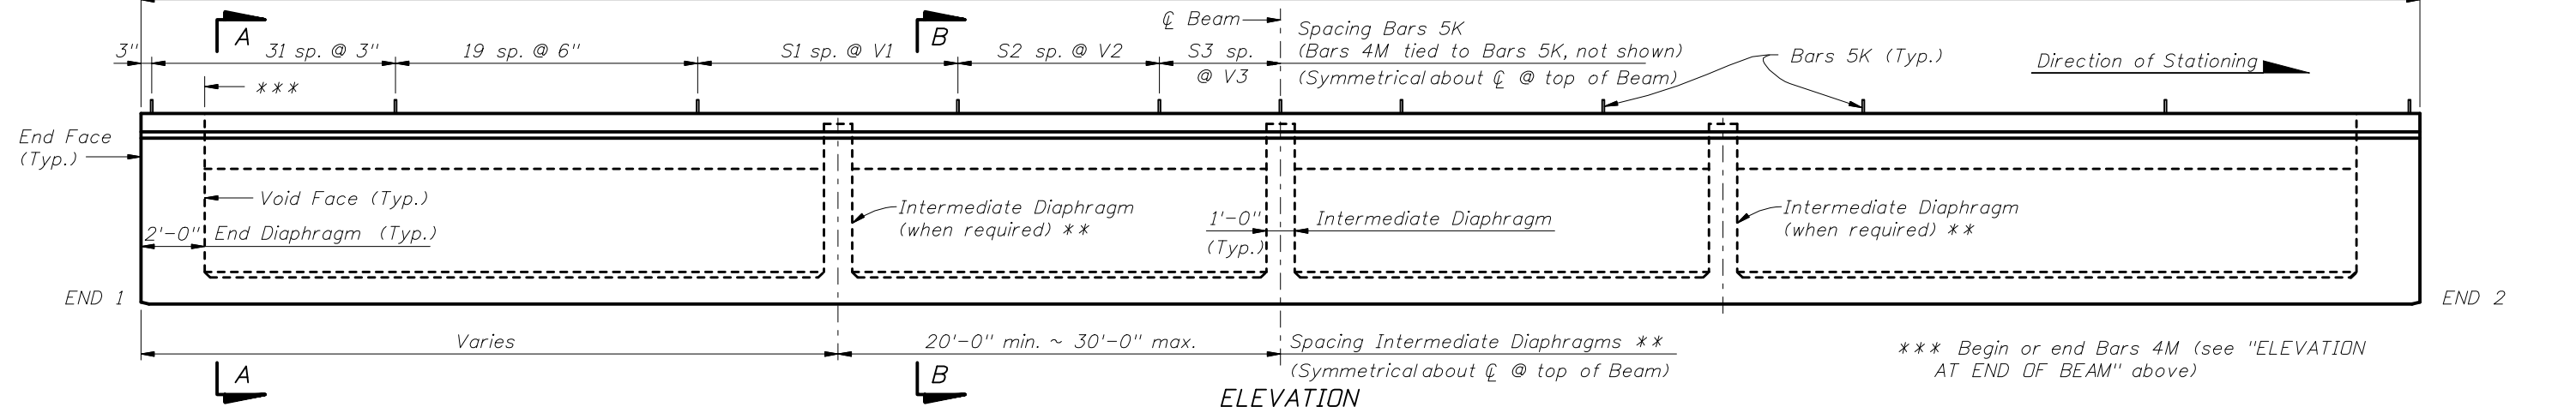 ℄ Beam
Spacing Bars 5K
(Bars 4M tied to Bars 5K, not shown)
(Symmetrical about ℄ @ top of Beam)
A
B
3"
31 sp. @ 3"
19 sp. @ 6"
S1 sp. @ V1
S2 sp. @ V2
S3 sp.
@ V3
Bars 5K (Typ.)
Direction of Stationing
***
End Face
(Typ.)
Void Face (Typ.)
2'-0"
End Diaphragm (Typ.)
Intermediate Diaphragm
(when required) **
1'-0"
(Typ.)
Intermediate Diaphragm
Intermediate Diaphragm
(when required) **
END 1
END 2
Varies
20'-0" min. ~ 30'-0" max.
Spacing Intermediate Diaphragms **
(Symmetrical about ℄ @ top of Beam)
*** Begin or end Bars 4M (see "ELEVATION
AT END OF BEAM" above)
A
B
ELEVATION